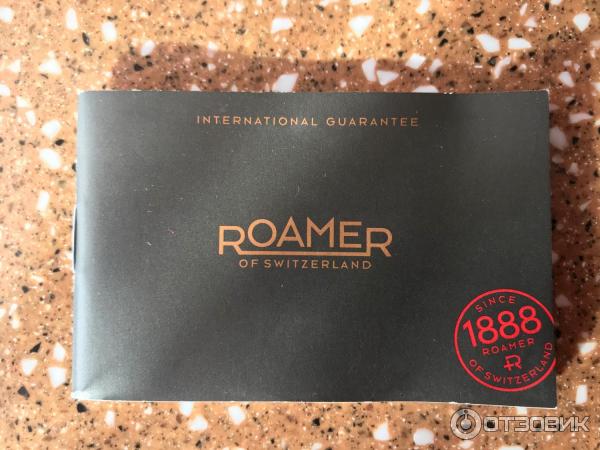 INTERNATIONAL GUARANTEE
ROAMER
OF SWITZERLAND
SINCE
1888
ROAMER
R
OF SWITZERLAND
ОТЗОВИК